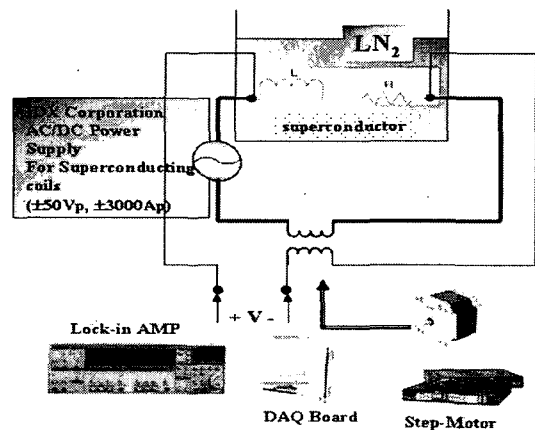 LN₂
L
R
superconductor
IDX Corporation
AC/DC Power
Supply
For Superconducting
coils
(±50Vp, ±3000Ap)
+ V -
Lock-in AMP
DAQ Board
Step-Motor